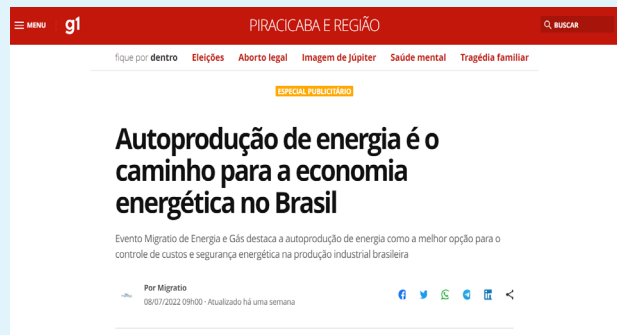 MENU g1 PIRACICABA E REGIÃO BUSCAR
fique por dentro Eleições Aborto legal Imagem de Júpiter Saúde mental Tragédia familiar
ESPECIAL PUBLICITÁRIO
Autoprodução de energia é o
caminho para a economia
energética no Brasil
Evento Migratio de Energia e Gás destaca a autoprodução de energia como a melhor opção para o
controle de custos e segurança energética na produção industrial brasileira
Por Migratio
08/07/2022 09h00 · Atualizado há uma semana